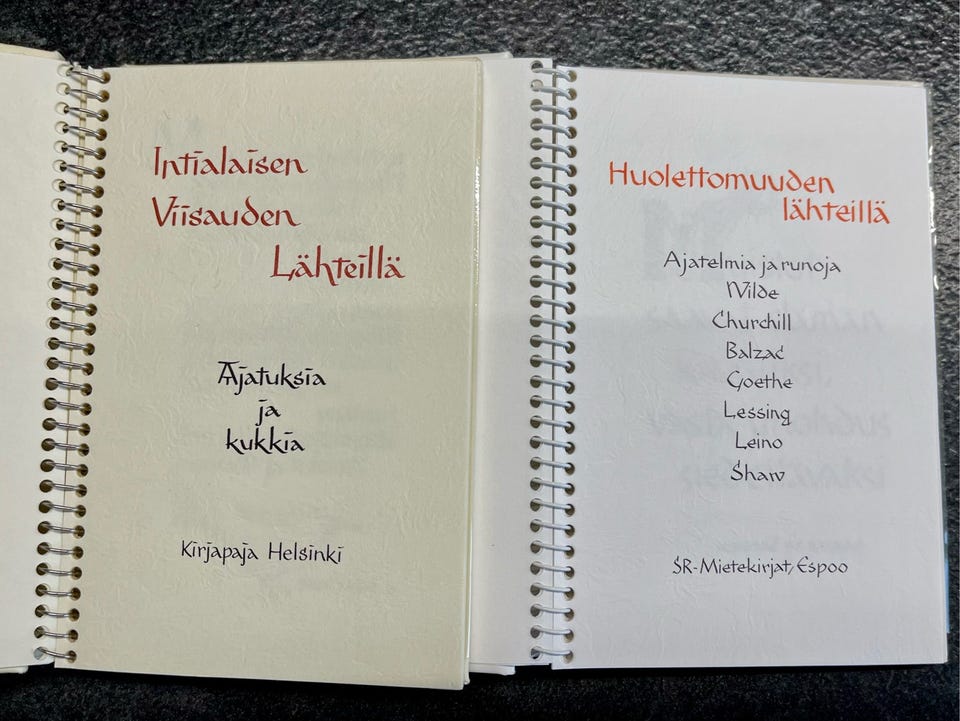 Intialaisen
Viisauden
Lähteillä
Ajatuksia
ja
kukkia
Kirjapaja Helsinki
Huolettomuuden
lähteillä
Ajatelmia ja runoja
Wilde
Churchill
Balzac
Goethe
Lessing
Leino
Shaw
SR-Mietekirjat, Espoo